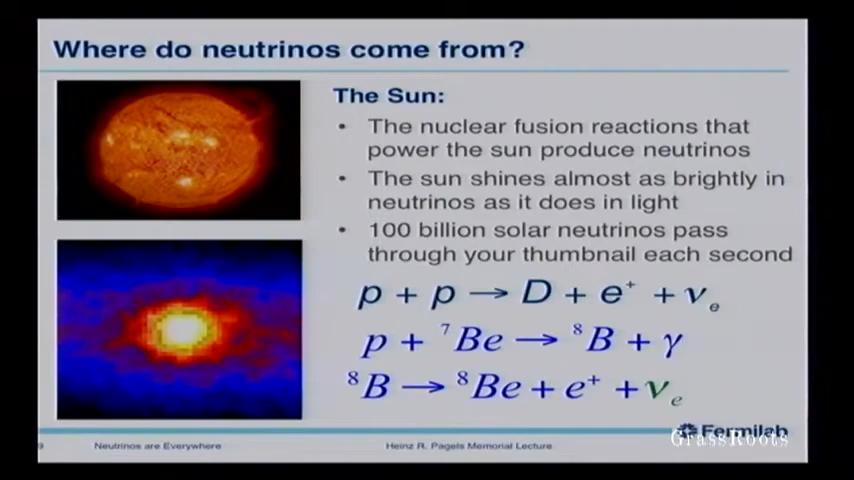 Where do neutrinos come from?
The Sun:
• The nuclear fusion reactions that
power the sun produce neutrinos
• The sun shines almost as brightly in
neutrinos as it does in light
• 100 billion solar neutrinos pass
through your thumbnail each second
p + p → D + e⁺ + νₑ
p + ⁷Be → ⁸B + γ
⁸B → ⁸Be + e⁺ + νₑ
Fermilab
GrassRoots
9 Neutrinos are Everywhere Heinz R. Pagels Memorial Lecture